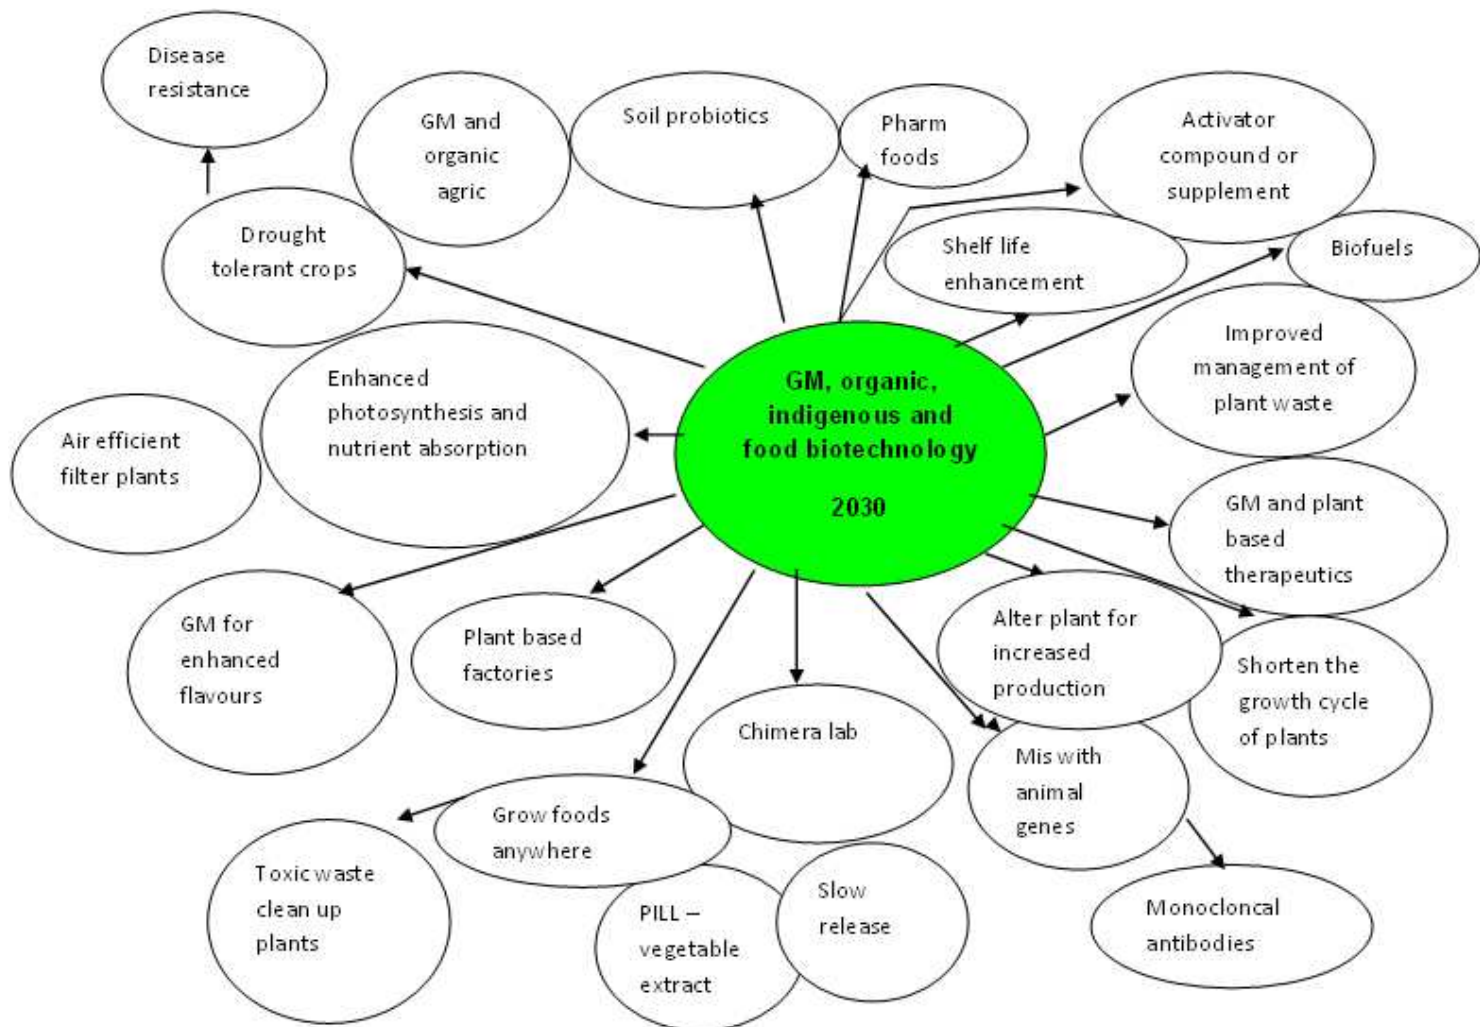 Disease
resistance
GM and
organic
agric
Soil probiotics
Pharm
foods
Activator
compound or
supplement
Drought
tolerant crops
Shelf life
enhancement
Biofuels
Enhanced
photosynthesis and
nutrient absorption
GM, organic,
indigenous and
food biotechnology
2030
Improved
management of
plant waste
Air efficient
filter plants
GM and plant
based
therapeutics
GM for
enhanced
flavours
Plant based
factories
Alter plant for
increased
production
Shorten the
growth cycle
of plants
Chimera lab
Mis with
animal
genes
Grow foods
anywhere
Toxic waste
clean up
plants
PILL –
vegetable
extract
Slow
release
Monocloncal
antibodies